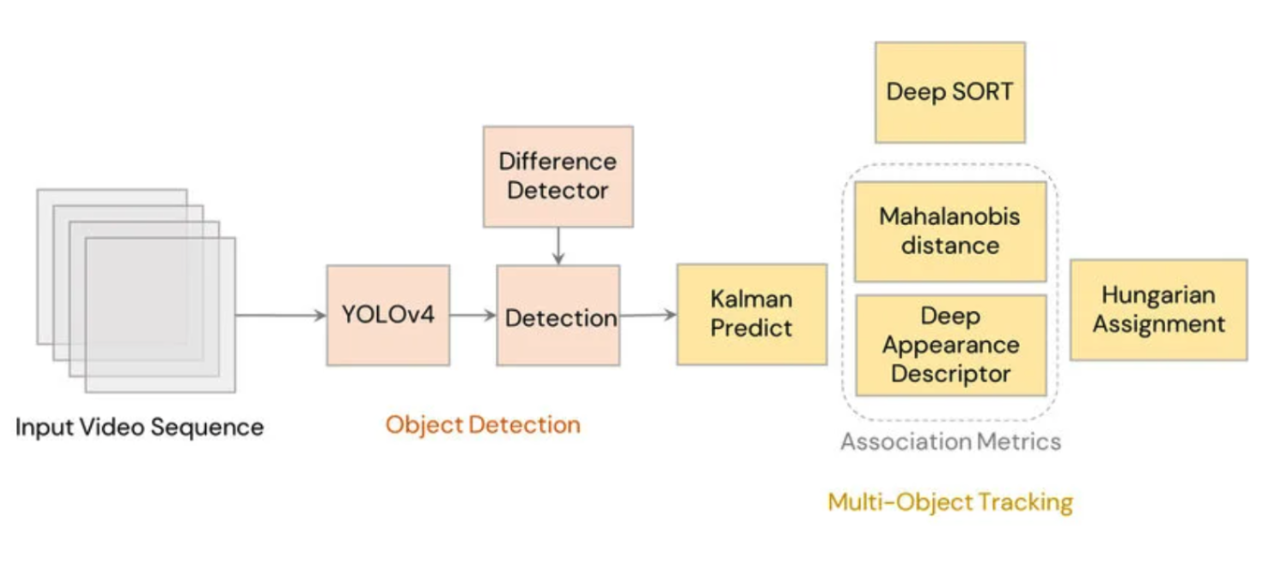 Deep SORT
Difference
Detector
Mahalanobis
distance
YOLOv4
Detection
Kalman
Predict
Deep
Appearance
Descriptor
Hungarian
Assignment
Input Video Sequence
Object Detection
Association Metrics
Multi-Object Tracking